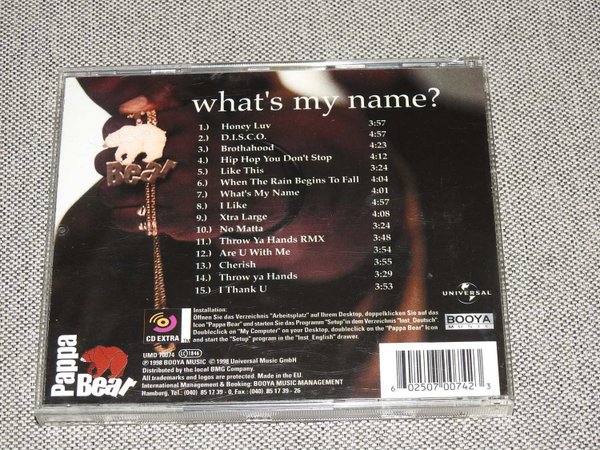 what's my name?
1.) Honey Luv 3:57
2.) D.I.S.C.O. 4:57
3.) Brothahood 4:23
4.) Hip Hop You Don't Stop 4:12
5.) Like This 3:24
6.) When The Rain Begins To Fall 4:04
7.) What's My Name 4:01
8.) I Like 4:57
9.) Xtra Large 4:08
10.) No Matta 0:24
11.) Throw Ya Hands RMX 3:48
12.) Are U With Me 3:54
13.) Cherish 3:55
14.) Throw ya Hands 3:29
15.) I Thank U 3:53
Bear
UNIVERSAL
BOOYA
MUSIC
CD EXTRA
Installation:
Öffnen Sie das Verzeichnis "Arbeitsplatz" auf Ihrem Desktop, doppelklicken Sie auf das
Icon "Pappa Bear" und starten Sie das Programm "Setup" in dem Verzeichnis "Inst_Deutsch".
Doubleclick on "My Computer" on your Desktop, doubleclick on the "Pappa Bear" Icon
and start the "Setup" program in the "Inst_English" drawer.
Pappa
Bear
UMD 70074 LC 1846
℗ 1998 BOOYA MUSIC © 1998 Universal Music GmbH
Distributed by the local BMG Company.
All trademarks and logos are protected. Made in the EU.
International Management & Booking: BOOYA MUSIC MANAGEMENT
Hamburg, Tel.: (040) 85 17 39- 0, Fax : (040) 85 17 39 - 26
6 02507 00742 3